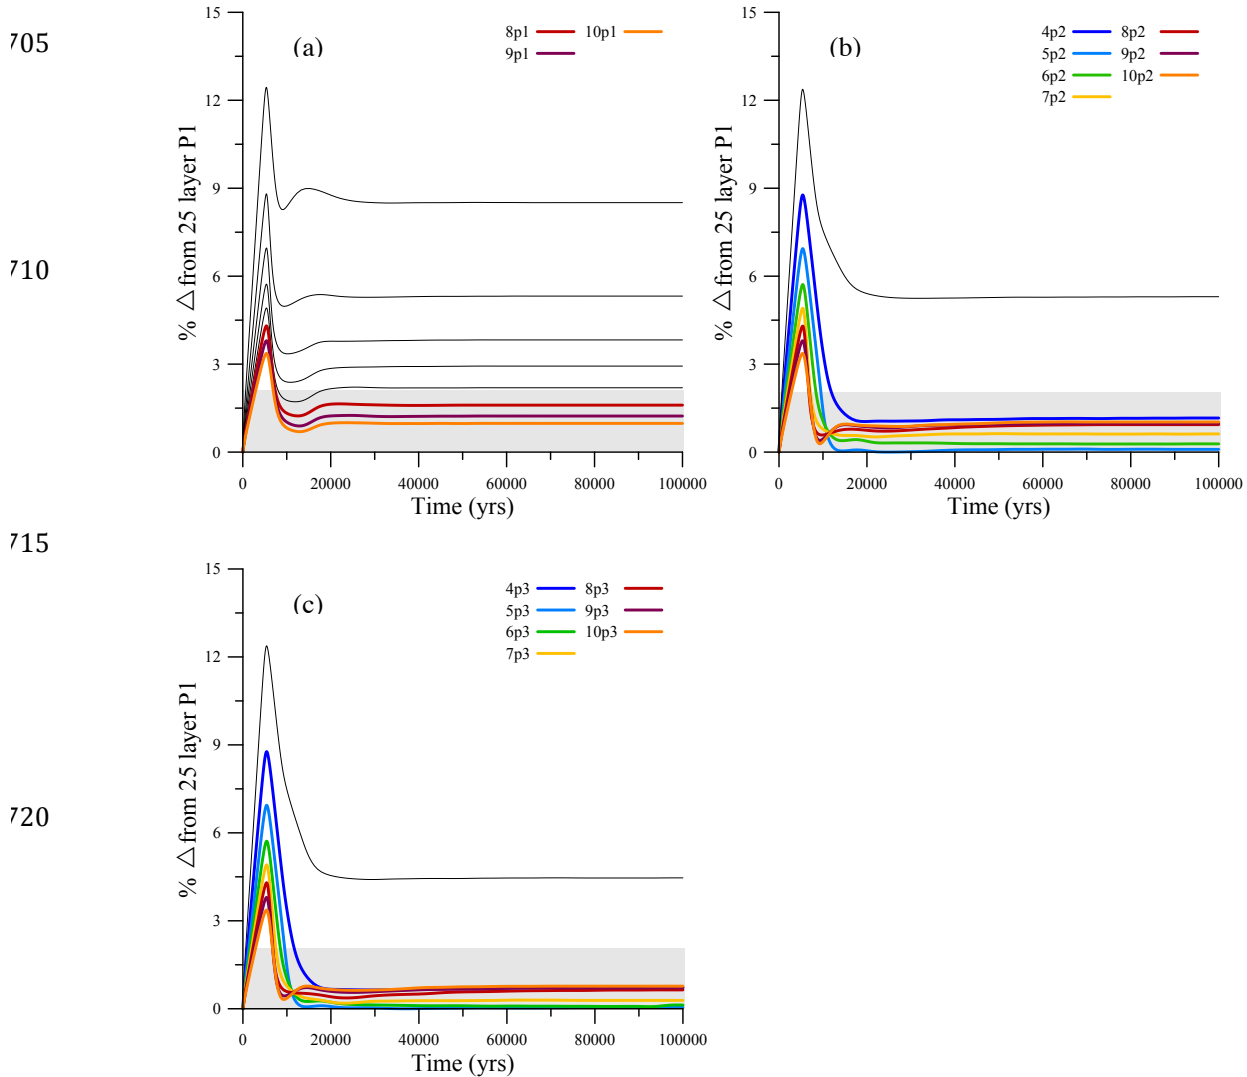 705
710
715
720
(a)
8p1 10p1
9p1
% △from 25 layer P1
15
12
9
6
3
0
0 20000 40000 60000 80000 100000
Time (yrs)
(b)
4p2 8p2
5p2 9p2
6p2 10p2
7p2
% △from 25 layer P1
15
12
9
6
3
0
0 20000 40000 60000 80000 100000
Time (yrs)
(c)
4p3 8p3
5p3 9p3
6p3 10p3
7p3
% △from 25 layer P1
15
12
9
6
3
0
0 20000 40000 60000 80000 100000
Time (yrs)